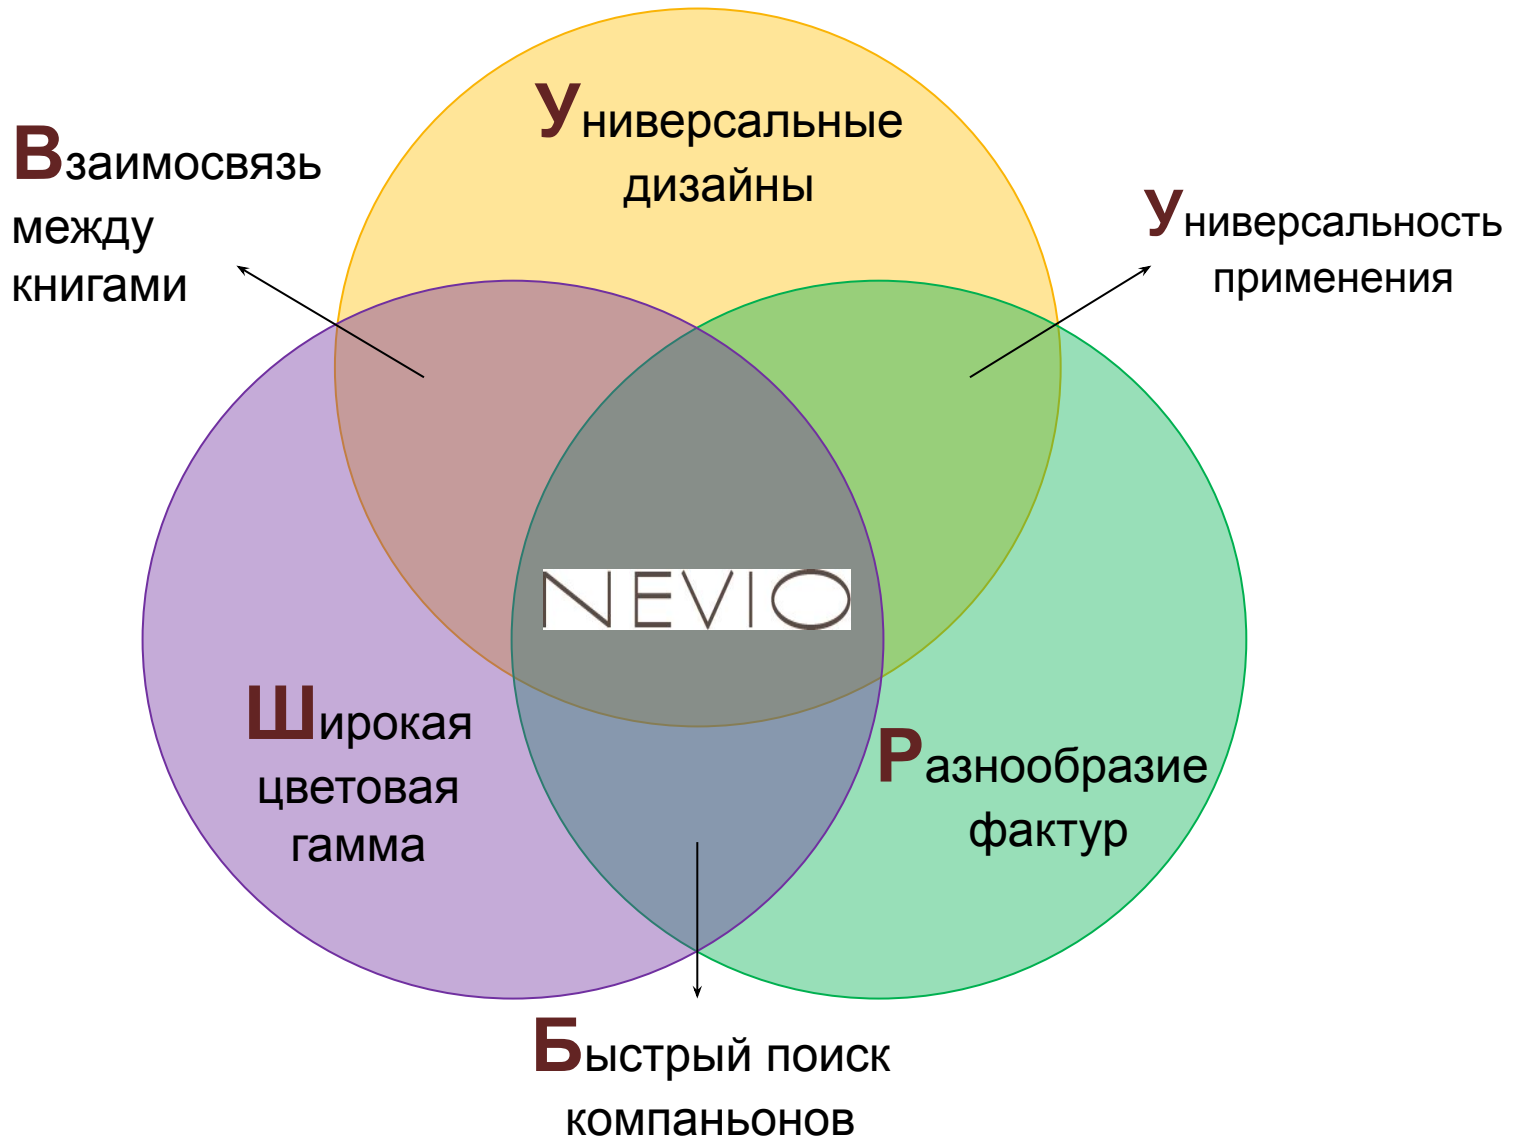 Универсальные
дизайны
Взаимосвязь
между
книгами
Универсальность
применения
NEVIO
Широкая
цветовая
гамма
Разнообразие
фактур
Быстрый поиск
компаньонов